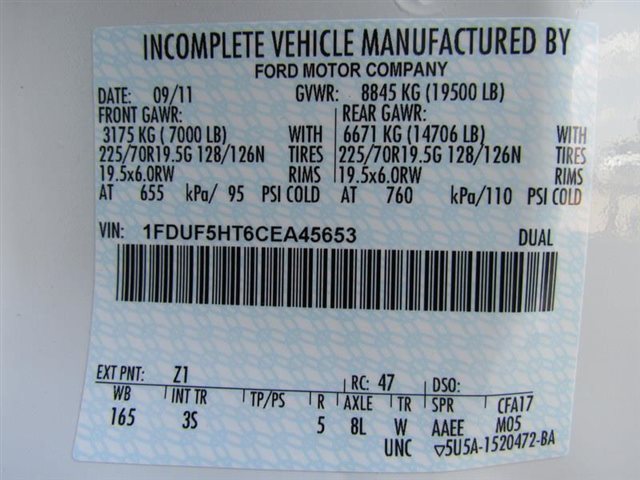 INCOMPLETE VEHICLE MANUFACTURED BY
FORD MOTOR COMPANY
DATE: 09/11 GVWR: 8845 KG (19500 LB)
FRONT GAWR: REAR GAWR:
3175 KG ( 7000 LB) WITH 6671 KG (14706 LB) WITH
225/70R19.5G 128/126N TIRES 225/70R19.5G 128/126N TIRES
19.5x6.0RW RIMS 19.5x6.0RW RIMS
AT 655 kPa/ 95 PSI COLD AT 760 kPa/110 PSI COLD
VIN: 1FDUF5HT6CEA45653 DUAL
EXT PNT: Z1 RC: 47 DSO:
WB INT TR TP/PS R AXLE TR SPR CFA17
165 3S 5 8L W AAEE M05
UNC ▽5U5A-1520472-BA